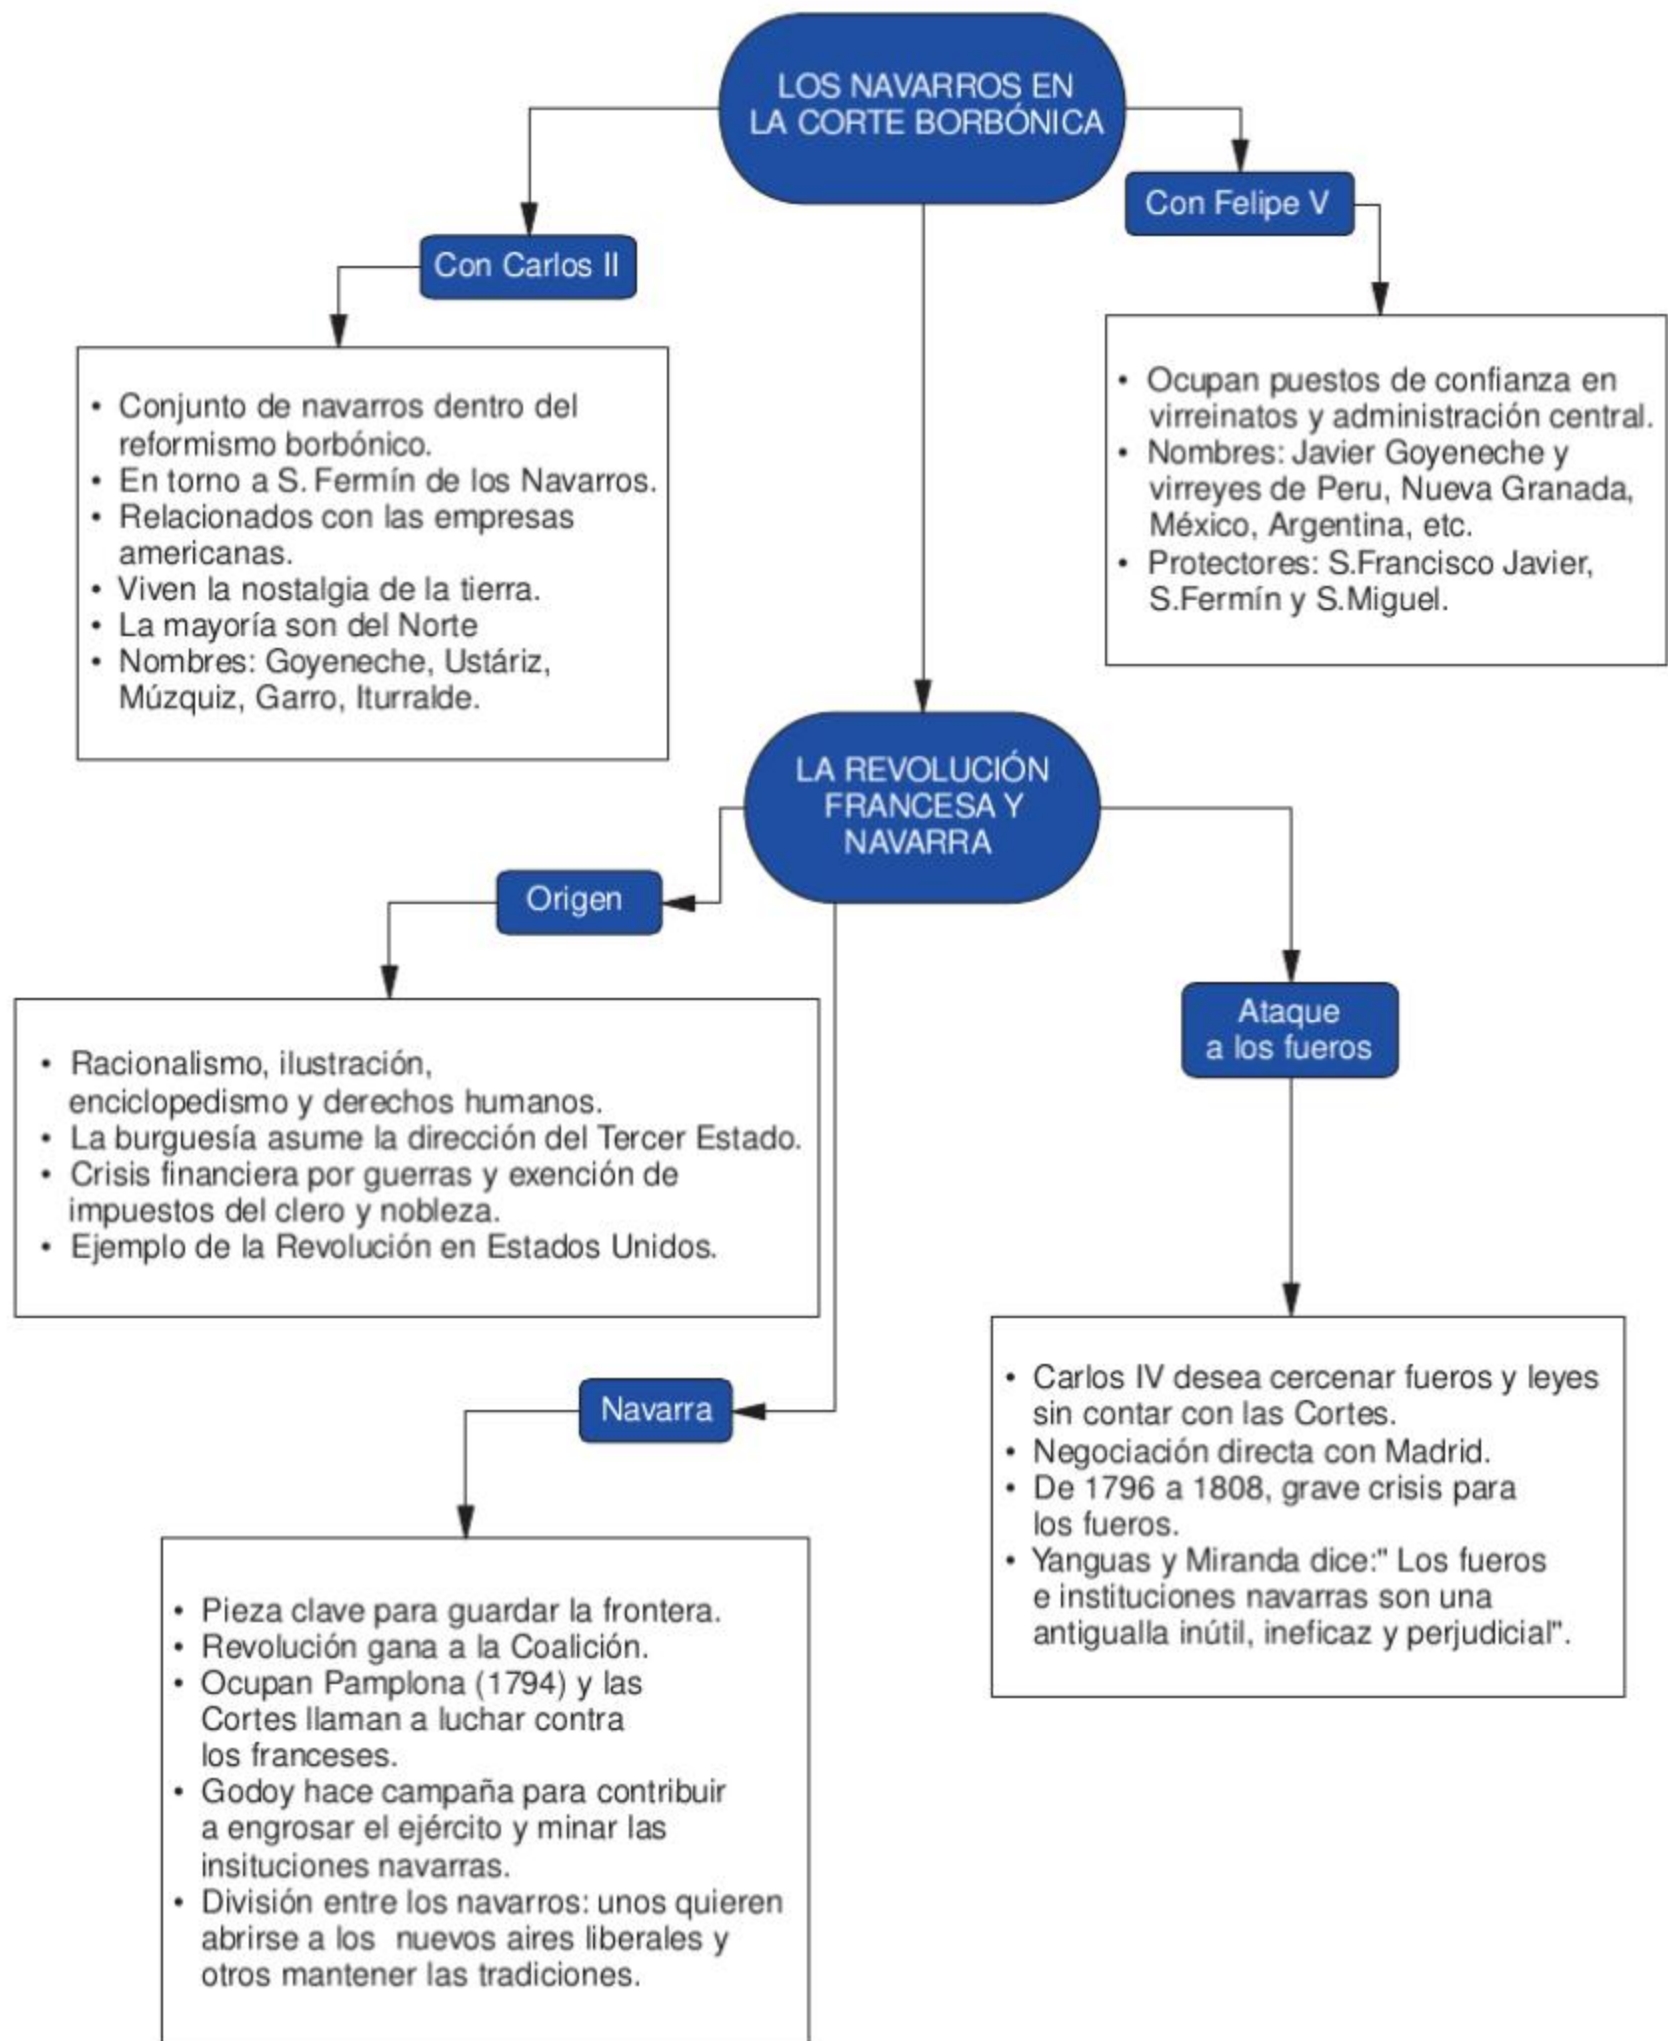 LOS NAVARROS EN
LA CORTE BORBÓNICA
Con Felipe V
Con Carlos II
• Ocupan puestos de confianza en
virreinatos y administración central.
• Nombres: Javier Goyeneche y
virreyes de Peru, Nueva Granada,
México, Argentina, etc.
• Protectores: S.Francisco Javier,
S.Fermín y S.Miguel.
• Conjunto de navarros dentro del
reformismo borbónico.
• En torno a S. Fermín de los Navarros.
• Relacionados con las empresas
americanas.
• Viven la nostalgia de la tierra.
• La mayoría son del Norte
• Nombres: Goyeneche, Ustáriz,
Múzquiz, Garro, Iturralde.
LA REVOLUCIÓN
FRANCESA Y
NAVARRA
Origen
• Racionalismo, ilustración,
enciclopedismo y derechos humanos.
• La burguesía asume la dirección del Tercer Estado.
• Crisis financiera por guerras y exención de
impuestos del clero y nobleza.
• Ejemplo de la Revolución en Estados Unidos.
Ataque
a los fueros
• Carlos IV desea cercenar fueros y leyes
sin contar con las Cortes.
• Negociación directa con Madrid.
• De 1796 a 1808, grave crisis para
los fueros.
• Yanguas y Miranda dice:" Los fueros
e instituciones navarras son una
antigualla inútil, ineficaz y perjudicial".
Navarra
• Pieza clave para guardar la frontera.
• Revolución gana a la Coalición.
• Ocupan Pamplona (1794) y las
Cortes llaman a luchar contra
los franceses.
• Godoy hace campaña para contribuir
a engrosar el ejército y minar las
insituciones navarras.
• División entre los navarros: unos quieren
abrirse a los nuevos aires liberales y
otros mantener las tradiciones.